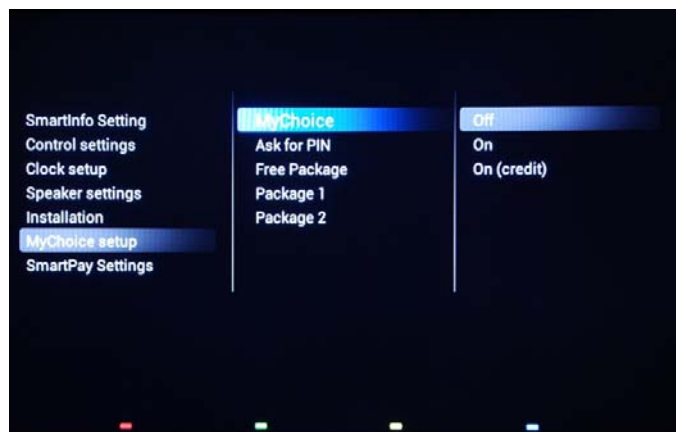 SmartInfo Setting
Control settings
Clock setup
Speaker settings
Installation
MyChoice setup
SmartPay Settings
MyChoice
Ask for PIN
Free Package
Package 1
Package 2
Off
On
On (credit)